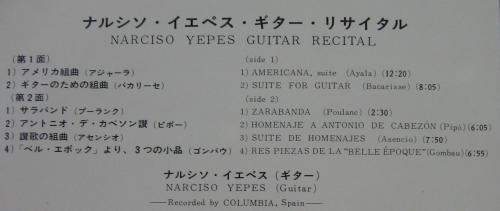 ナルシソ・イエペス・ギター・リサイタル
NARCISO YEPES GUITAR RECITAL
(第1面)
1) アメリカ組曲 (アジャーラ)
2) ギターのための組曲 (バカリーセ)
(第2面)
1) サラバンド (プーランク)
2) アントニオ・デ・カベソン讃 (ピポー)
3) 讃歌の組曲 (アセンシオ)
4)「ベル・エポック」より、3つの小品 (ゴンバウ)
(side 1)
1) AMERICANA, suite (Ayala) (12:20)
2) SUITE FOR GUITAR (Bacarisse) (8:05)
(side 2)
1) ZARABANDA (Poulanc) (2:30)
2) HOMENAJE A ANTONIO DE CABEZÓN (Pipó) (6:05)
3) SUITE DE HOMENAJES (Asencio) (7:50)
4) RES PIEZAS DE LA "BELLE ÉPOQUE" (Gombau) (6:55)
ナルシソ・イエペス (ギター)
NARCISO YEPES (Guitar)
—Recorded by COLUMBIA, Spain—